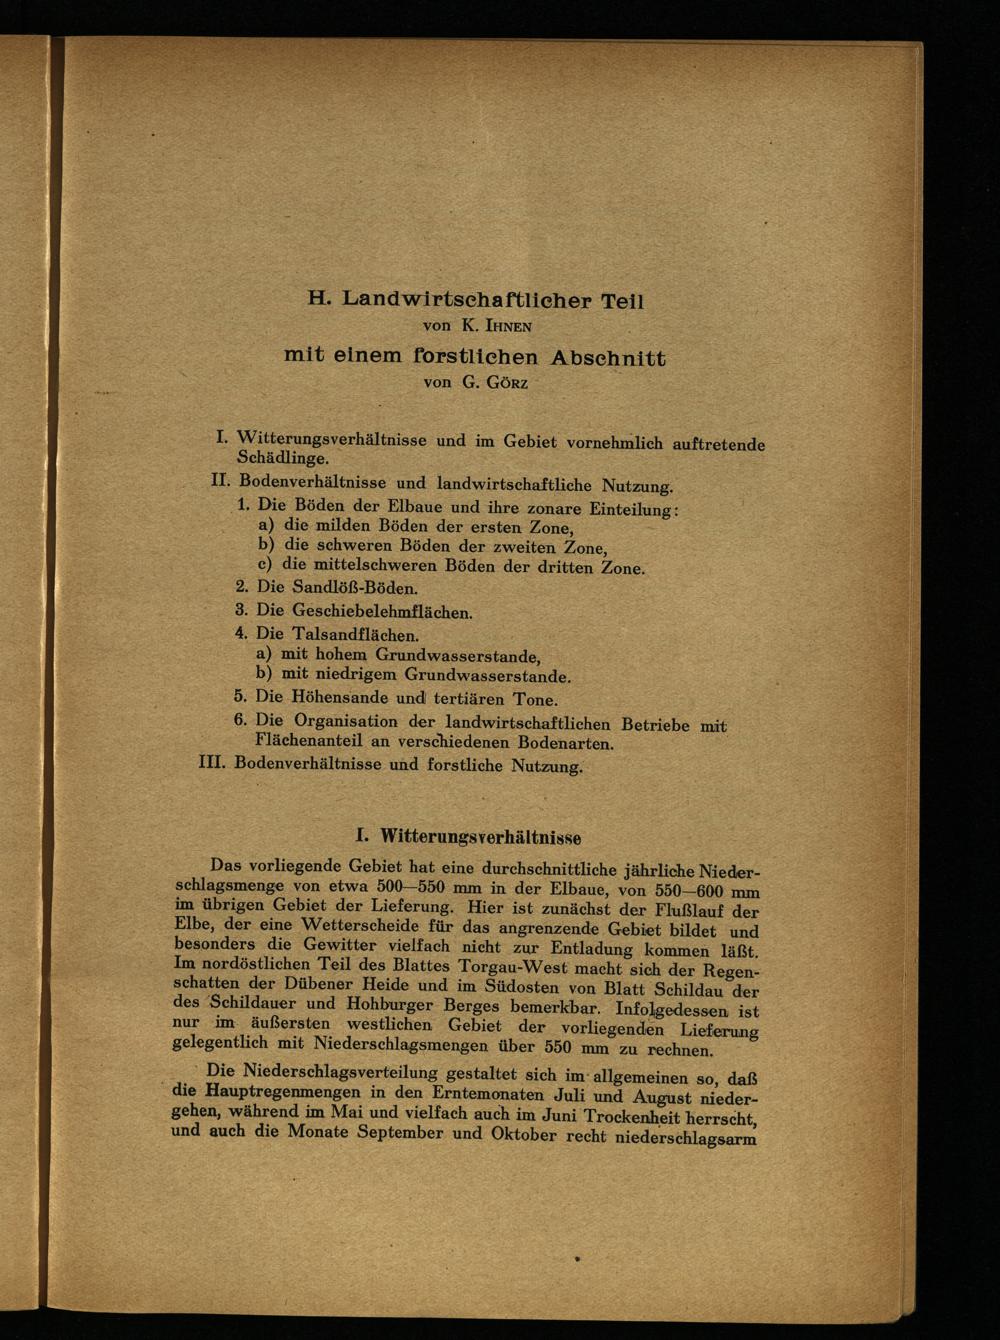 H. Landwirtschaftlicher Teil
von K. Ihnen
mit einem forstlichen Abschnitt
von G. Görz
I. Witterungsverhältnisse und im Gebiet vornehmlich auftretende
Schädlinge.
II. Bodenverhältnisse und landwirtschaftliche Nutzung.
1. Die Böden der Elbaue und ihre zonare Einteilung:
a) die milden Böden der ersten Zone,
b) die schweren Böden der zweiten Zone,
c) die mittelschweren Böden der dritten Zone.
2. Die Sandlöß-Böden.
3. Die Geschiebelehmflächen.
4. Die Talsandflächen.
a) mit hohem Grundwasserstande,
b) mit niedrigem Grundwasserstande.
5. Die Höhensande und tertiären Tone.
6. Die Organisation der landwirtschaftlichen Betriebe mit
Flächenanteil an verschiedenen Bodenarten.
III. Bodenverhältnisse und forstliche Nutzung.
I. Witterungsverhältnisse
Das vorliegende Gebiet hat eine durchschnittliche jährliche Nieder-
schlagsmenge von etwa 500—550 mm in der Elbaue, von 550—600 mm
im übrigen Gebiet der Lieferung. Hier ist zunächst der Flußlauf der
Elbe, der eine Wetterscheide für das angrenzende Gebiet bildet und
besonders die Gewitter vielfach nicht zur Entladung kommen läßt.
Im nordöstlichen Teil des Blattes Torgau-West macht sich der Regen-
schatten der Dübener Heide und im Südosten von Blatt Schildau der
des Schildauer und Hohburger Berges bemerkbar. Infolgedessen ist
nur im äußersten westlichen Gebiet der vorliegenden Lieferung
gelegentlich mit Niederschlagsmengen über 550 mm zu rechnen.
Die Niederschlagsverteilung gestaltet sich im allgemeinen so, daß
die Hauptregenmengen in den Erntemonaten Juli und August nieder-
gehen, während im Mai und vielfach auch im Juni Trockenheit herrscht,
und auch die Monate September und Oktober recht niederschlagsarm